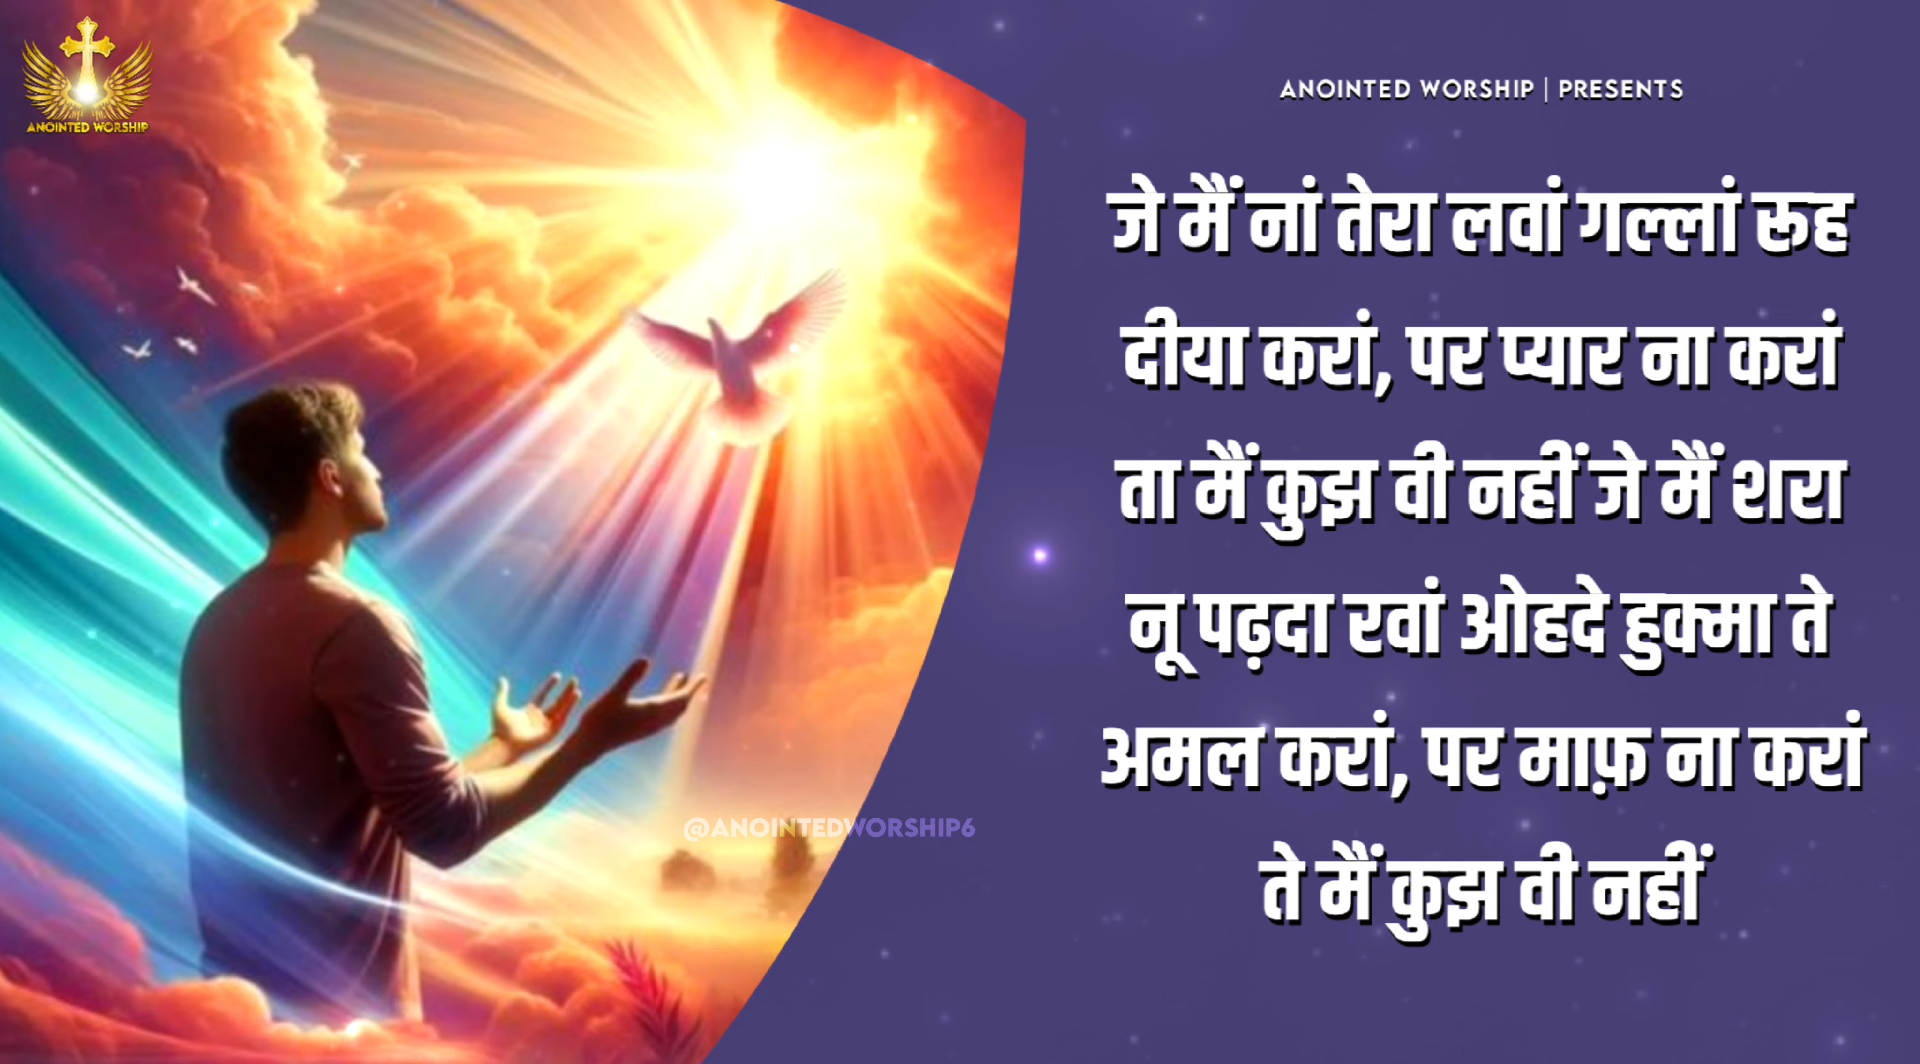 ANOINTED WORSHIP
ANOINTED WORSHIP | PRESENTS
जे मैं नां तेरा लवां गल्लां रूह
दीया करां, पर प्यार ना करां
ता मैं कुझ वी नहीं जे मैं शरा
नू पढ़दा रवां ओहदे हुक्मा ते
अमल करां, पर माफ़ ना करां
ते मैं कुझ वी नहीं
@ANOINTEDWORSHIP6